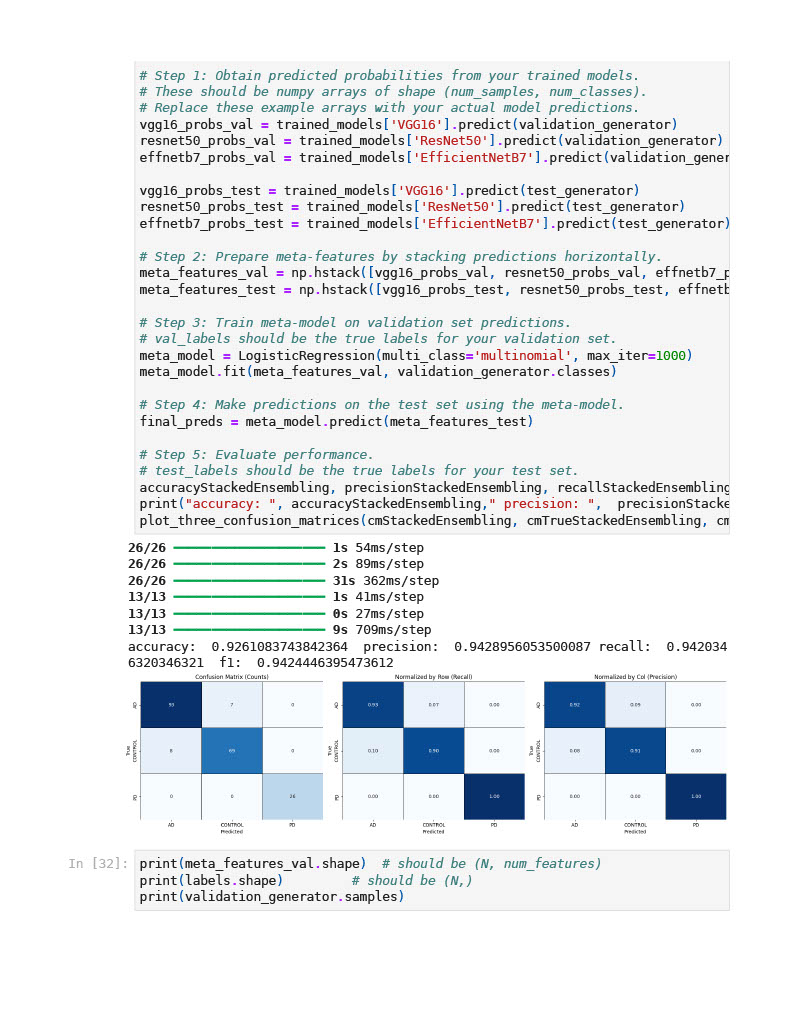 # Step 1: Obtain predicted probabilities from your trained models.
# These should be numpy arrays of shape (num_samples, num_classes).
# Replace these example arrays with your actual model predictions.
vgg16_probs_val = trained_models['VGG16'].predict(validation_generator)
resnet50_probs_val = trained_models['ResNet50'].predict(validation_generator)
effnetb7_probs_val = trained_models['EfficientNetB7'].predict(validation_gener
vgg16_probs_test = trained_models['VGG16'].predict(test_generator)
resnet50_probs_test = trained_models['ResNet50'].predict(test_generator)
effnetb7_probs_test = trained_models['EfficientNetB7'].predict(test_generator)
# Step 2: Prepare meta-features by stacking predictions horizontally.
meta_features_val = np.hstack([vgg16_probs_val, resnet50_probs_val, effnetb7_p
meta_features_test = np.hstack([vgg16_probs_test, resnet50_probs_test, effnetb
# Step 3: Train meta-model on validation set predictions.
# val_labels should be the true labels for your validation set.
meta_model = LogisticRegression(multi_class='multinomial', max_iter=1000)
meta_model.fit(meta_features_val, validation_generator.classes)
# Step 4: Make predictions on the test set using the meta-model.
final_preds = meta_model.predict(meta_features_test)
# Step 5: Evaluate performance.
# test_labels should be the true labels for your test set.
accuracyStackedEnsembling, precisionStackedEnsembling, recallStackedEnsembling
print("accuracy: ", accuracyStackedEnsembling," precision: ",  precisionStacke
plot_three_confusion_matrices(cmStackedEnsembling, cmTrueStackedEnsembling, cm
26/26 1s 54ms/step
26/26 2s 89ms/step
26/26 31s 362ms/step
13/13 1s 41ms/step
13/13 0s 27ms/step
13/13 9s 709ms/step
accuracy:  0.9261083743842364  precision:  0.9428956053500087 recall:  0.942034
6320346321  f1:  0.9424446395473612
Confusion Matrix (Counts)
AD 93 7 0
True
CONTROL 8 69 0
PD 0 0 26
AD CONTROL PD
Predicted
Normalized by Row (Recall)
AD 0.93 0.07 0.00
True
CONTROL 0.10 0.90 0.00
PD 0.00 0.00 1.00
AD CONTROL PD
Predicted
Normalized by Col (Precision)
AD 0.92 0.09 0.00
True
CONTROL 0.08 0.91 0.00
PD 0.00 0.00 1.00
AD CONTROL PD
Predicted
In [32]: print(meta_features_val.shape)  # should be (N, num_features)
print(labels.shape)         # should be (N,)
print(validation_generator.samples)